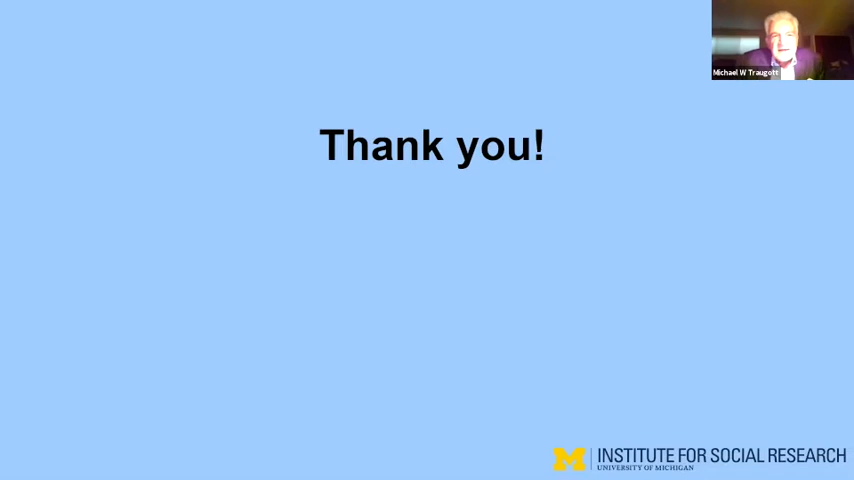 Michael W Traugott
Thank you!
M
INSTITUTE FOR SOCIAL RESEARCH
UNIVERSITY OF MICHIGAN